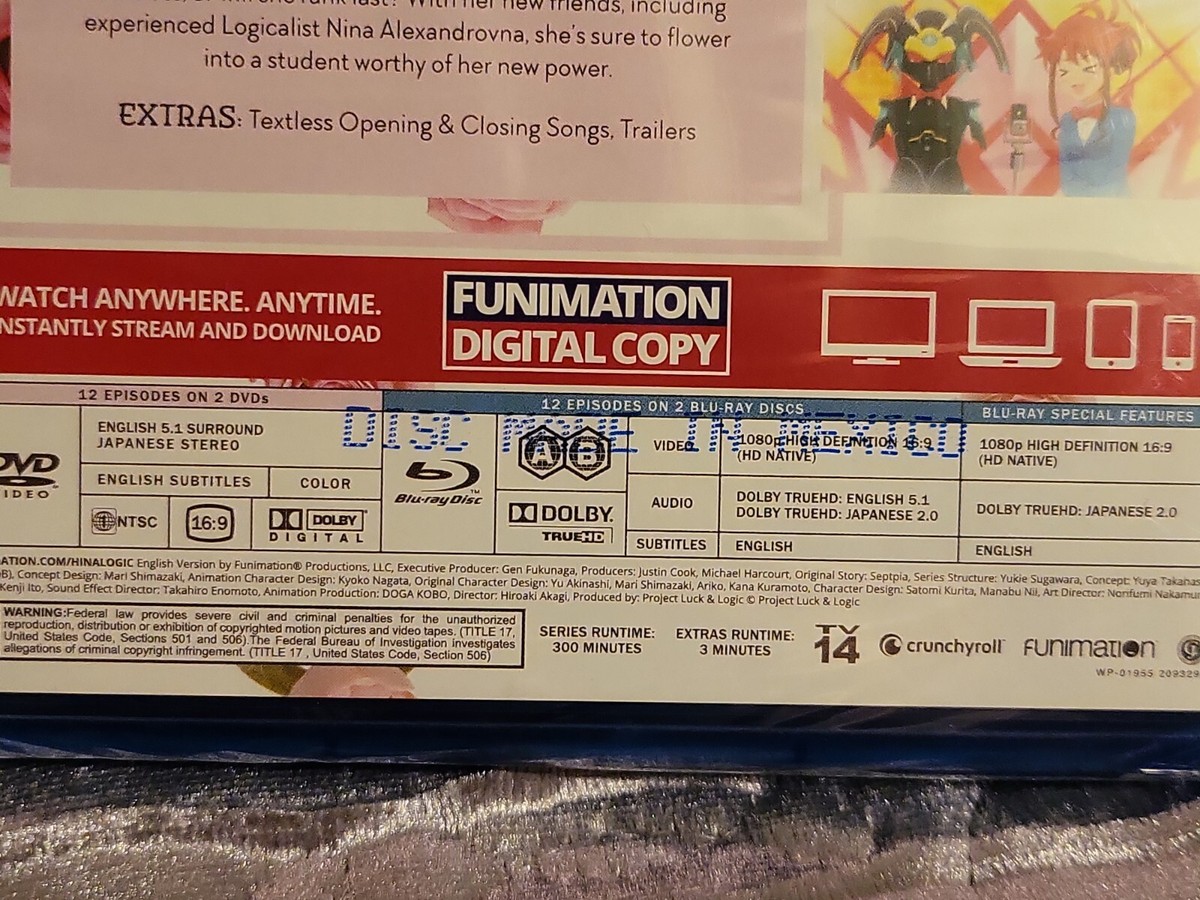 new friends, including
experienced Logicalist Nina Alexandrovna, she's sure to flower
into a student worthy of her new power.
EXTRAS: Textless Opening & Closing Songs, Trailers
WATCH ANYWHERE. ANYTIME.
INSTANTLY STREAM AND DOWNLOAD
FUNIMATION
DIGITAL COPY
12 EPISODES ON 2 DVDs
DVD
VIDEO
ENGLISH 5.1 SURROUND
JAPANESE STEREO
ENGLISH SUBTITLES
COLOR
NTSC
16:9
DOLBY
DIGITAL
DISC MADE IN MEXICO
12 EPISODES ON 2 BLU-RAY DISCS
Blu-ray Disc™
A B
DOLBY.
TRUEHD
VIDEO
1080p HIGH DEFINITION 16:9
(HD NATIVE)
AUDIO
DOLBY TRUEHD: ENGLISH 5.1
DOLBY TRUEHD: JAPANESE 2.0
SUBTITLES
ENGLISH
BLU-RAY SPECIAL FEATURES
1080p HIGH DEFINITION 16:9
(HD NATIVE)
DOLBY TRUEHD: JAPANESE 2.0
ENGLISH
ATION.COM/HINALOGIC English Version by Funimation® Productions, LLC, Executive Producer: Gen Fukunaga, Producers: Justin Cook, Michael Harcourt, Original Story: Septpia, Series Structure: Yukie Sugawara, Concept: Yuya Takahas
B), Concept Design: Mari Shimazaki, Animation Character Design: Kyoko Nagata, Original Character Design: Yu Akinashi, Mari Shimazaki, Ariko, Kana Kuramoto, Character Design: Satomi Kurita, Manabu Nii, Art Director: Norifumi Nakamur
Kenji Ito, Sound Effect Director: Takahiro Enomoto, Animation Production: DOGA KOBO, Director: Hiroaki Akagi, Produced by: Project Luck & Logic © Project Luck & Logic
WARNING:Federal law provides severe civil and criminal penalties for the unauthorized
reproduction, distribution or exhibition of copyrighted motion pictures and video tapes. (TITLE 17,
United States Code, Sections 501 and 506).The Federal Bureau of Investigation investigates
allegations of criminal copyright infringement. (TITLE 17 , United States Code, Section 506)
SERIES RUNTIME:
300 MINUTES
EXTRAS RUNTIME:
3 MINUTES
TV
14
crunchyroll
FUNIMATION
WP-01955 209329